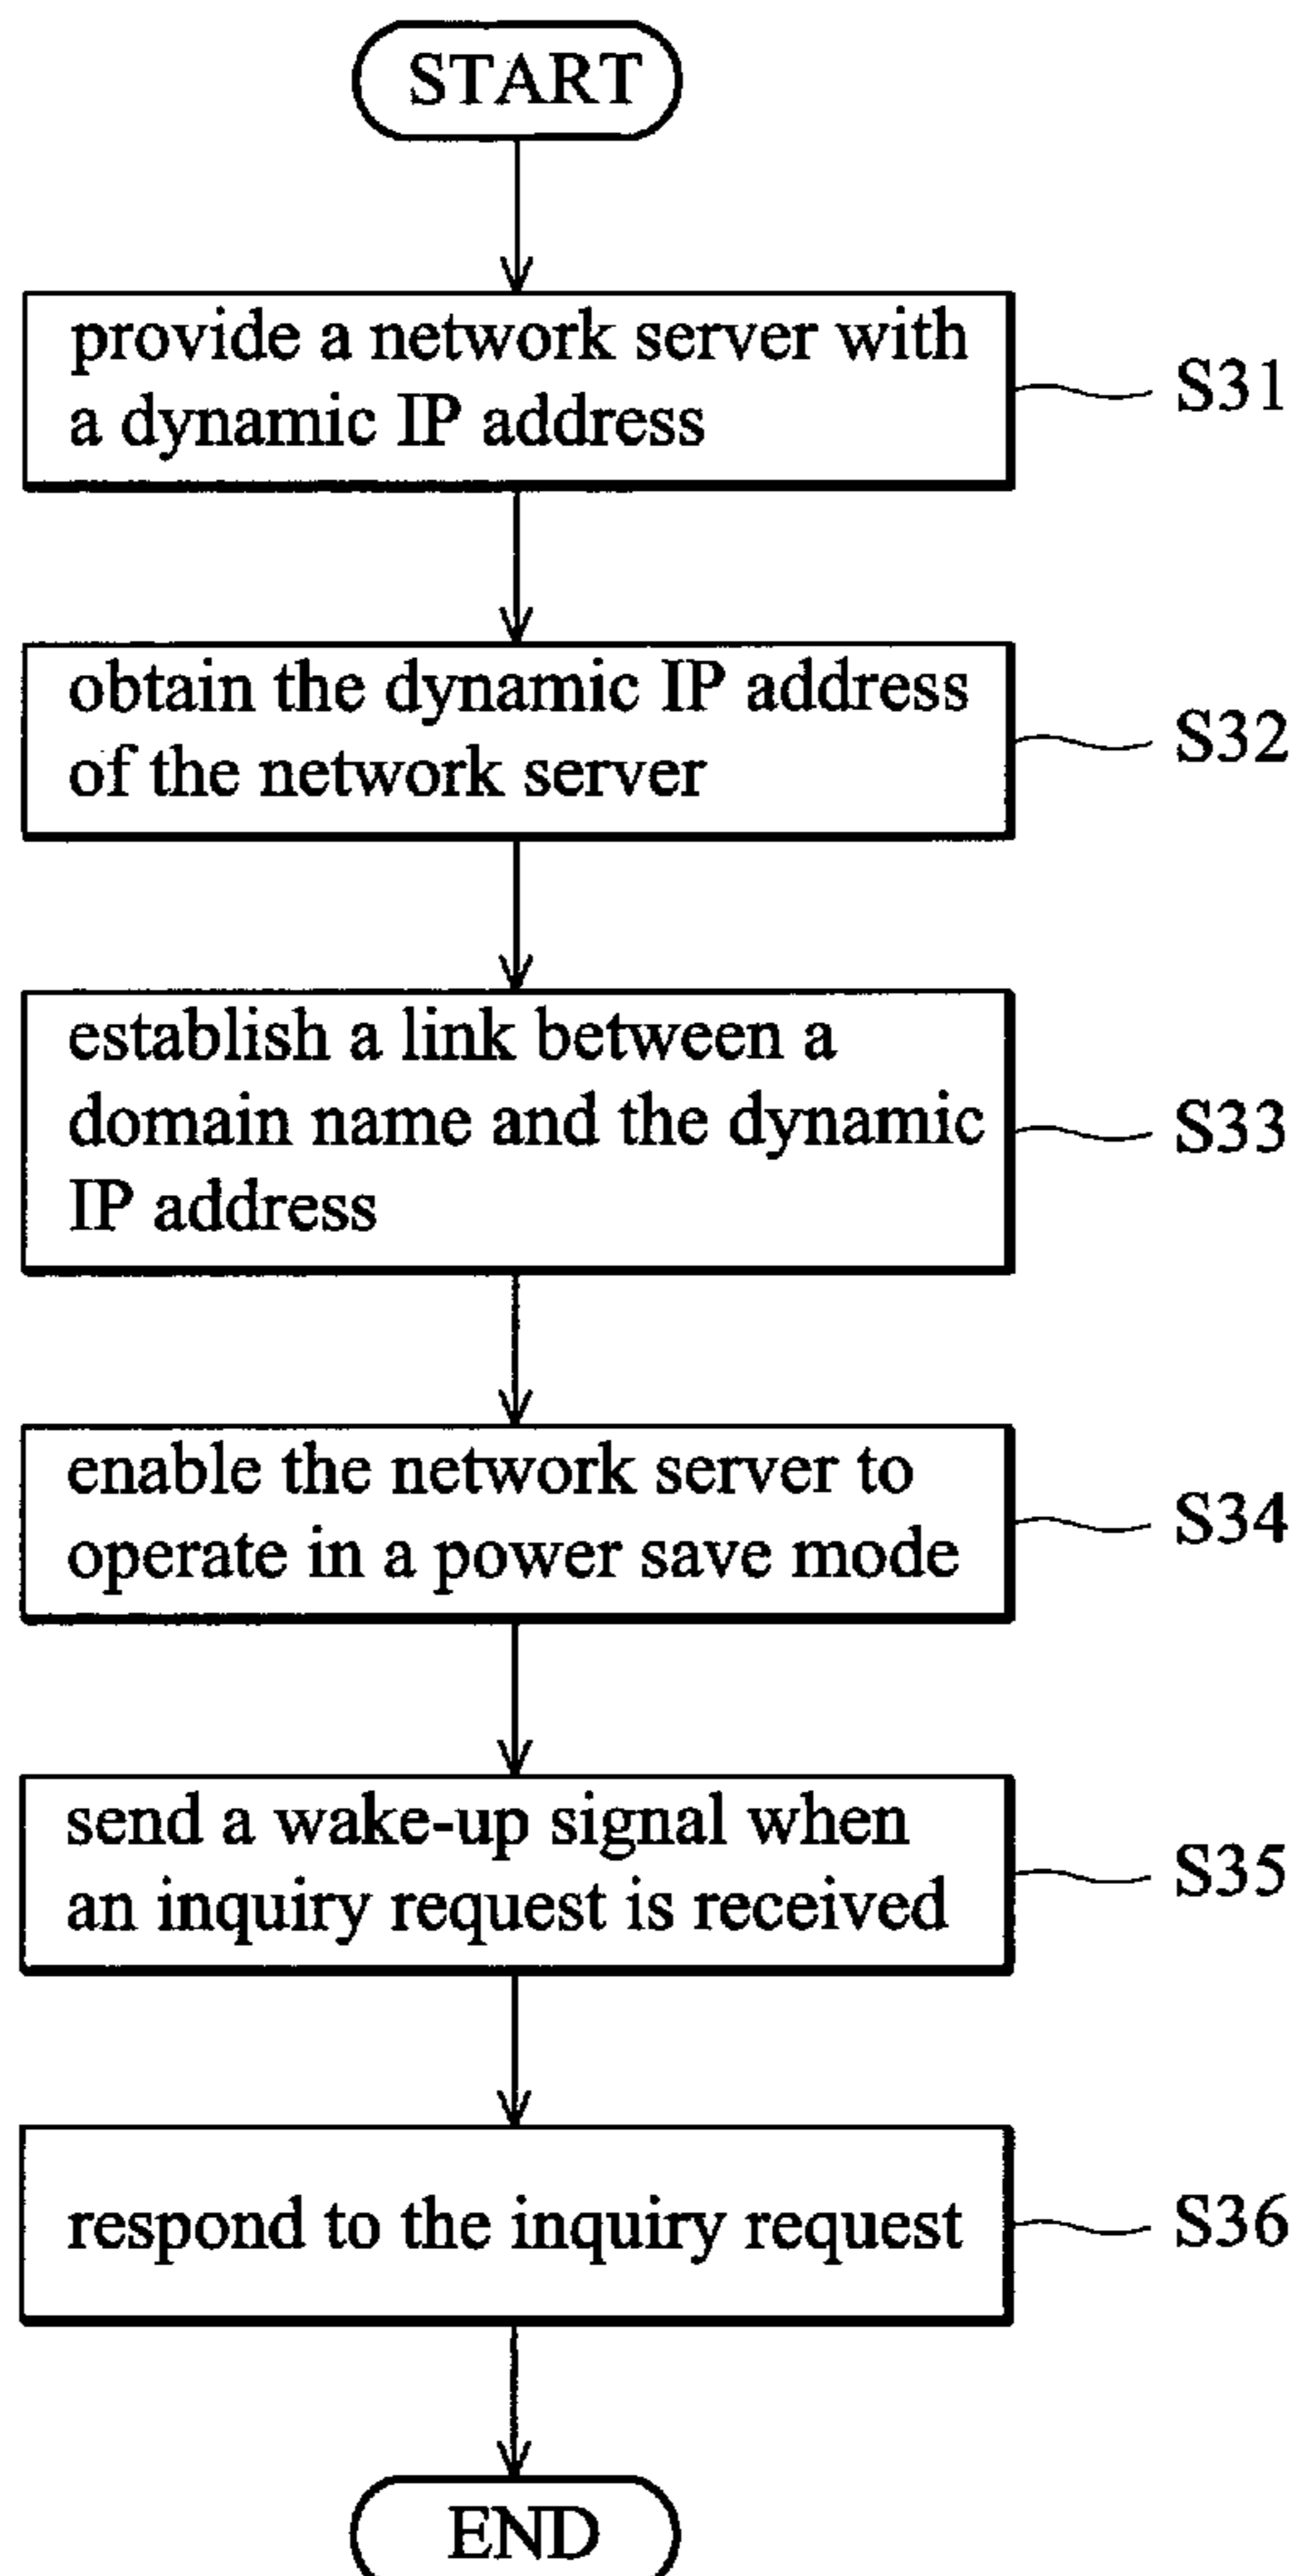 START
provide a network server with
a dynamic IP address
S31
obtain the dynamic IP address
of the network server
S32
establish a link between a
domain name and the dynamic
IP address
S33
enable the network server to
operate in a power save mode
S34
send a wake-up signal when
an inquiry request is received
S35
respond to the inquiry request
S36
END